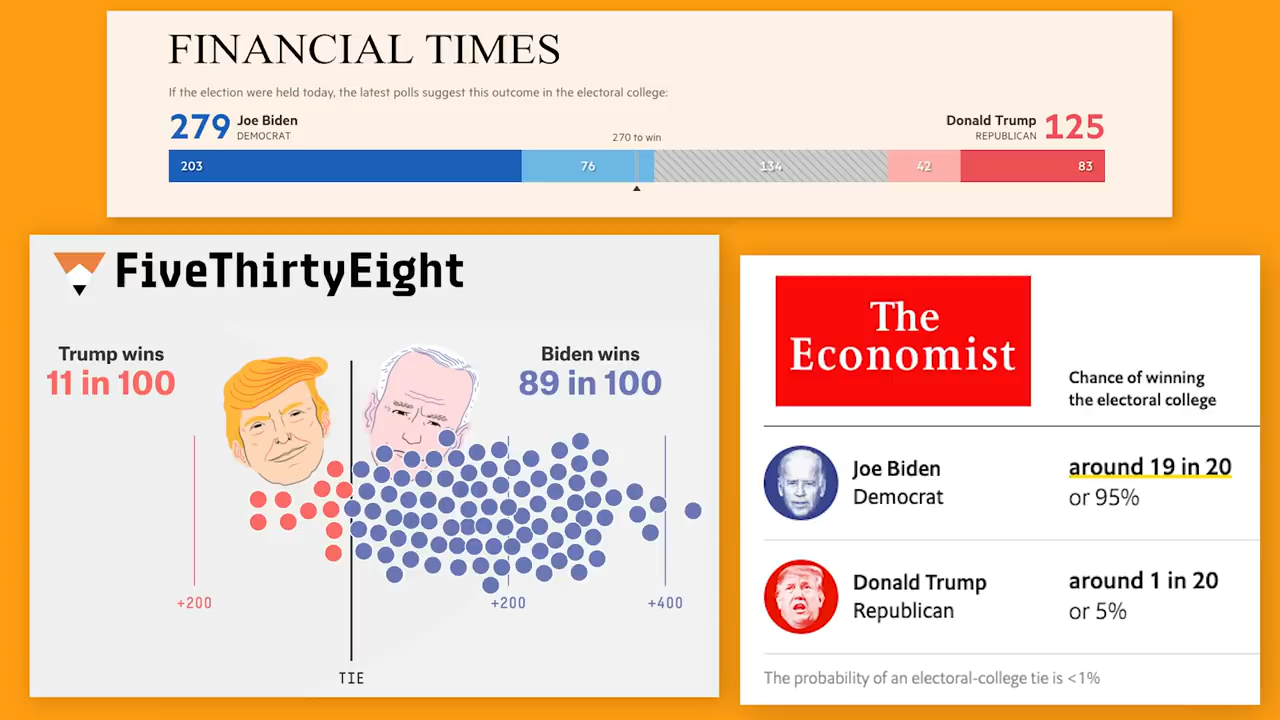 FINANCIAL TIMES
If the election were held today, the latest polls suggest this outcome in the electoral college:
279 Joe Biden
DEMOCRAT
270 to win
Donald Trump 125
REPUBLICAN
203 76 134 42 83
FiveThirtyEight
Trump wins
11 in 100
Biden wins
89 in 100
+200 +200 +400
TIE
The
Economist
Chance of winning
the electoral college
Joe Biden around 19 in 20
Democrat or 95%
Donald Trump around 1 in 20
Republican or 5%
The probability of an electoral-college tie is <1%